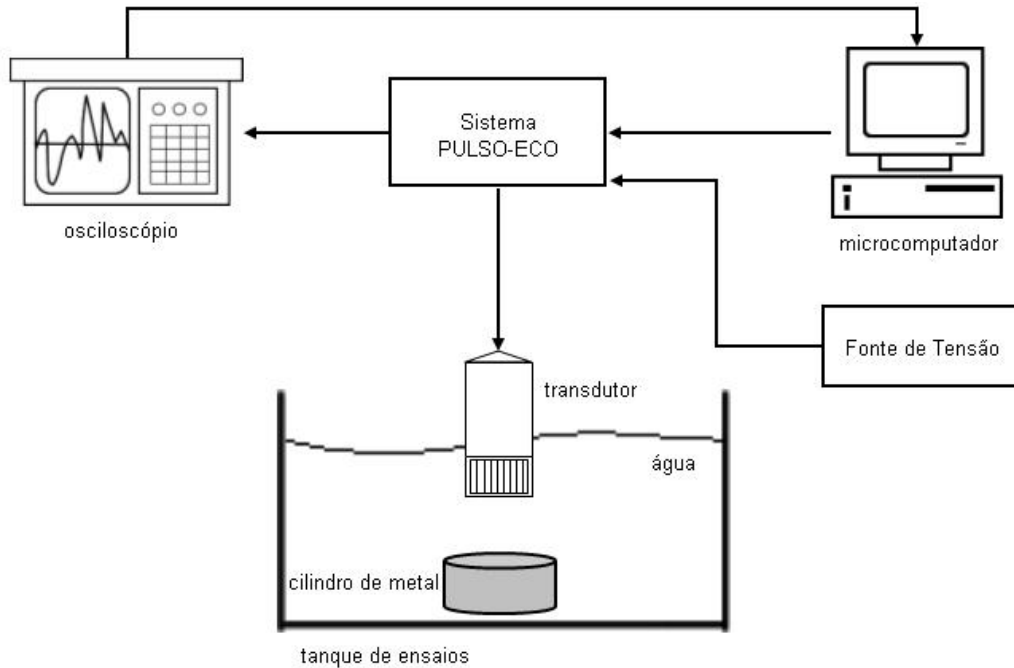 Sistema
PULSO-ECO
osciloscópio
microcomputador
Fonte de Tensão
transdutor
água
cilindro de metal
tanque de ensaios